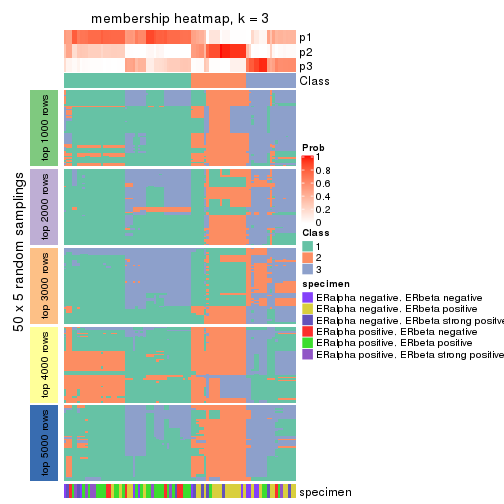 membership heatmap, k = 3
p1
p2
p3
Class
50 x 5 random samplings
top 1000 rows
top 2000 rows
top 3000 rows
top 4000 rows
top 5000 rows
Prob
1
0.8
0.6
0.4
0.2
0
Class
1
2
3
specimen
ERalpha negative. ERbeta negative
ERalpha negative. ERbeta positive
ERalpha negative. ERbeta strong positive
ERalpha positive. ERbeta negative
ERalpha positive. ERbeta positive
ERalpha positive. ERbeta strong positive
specimen